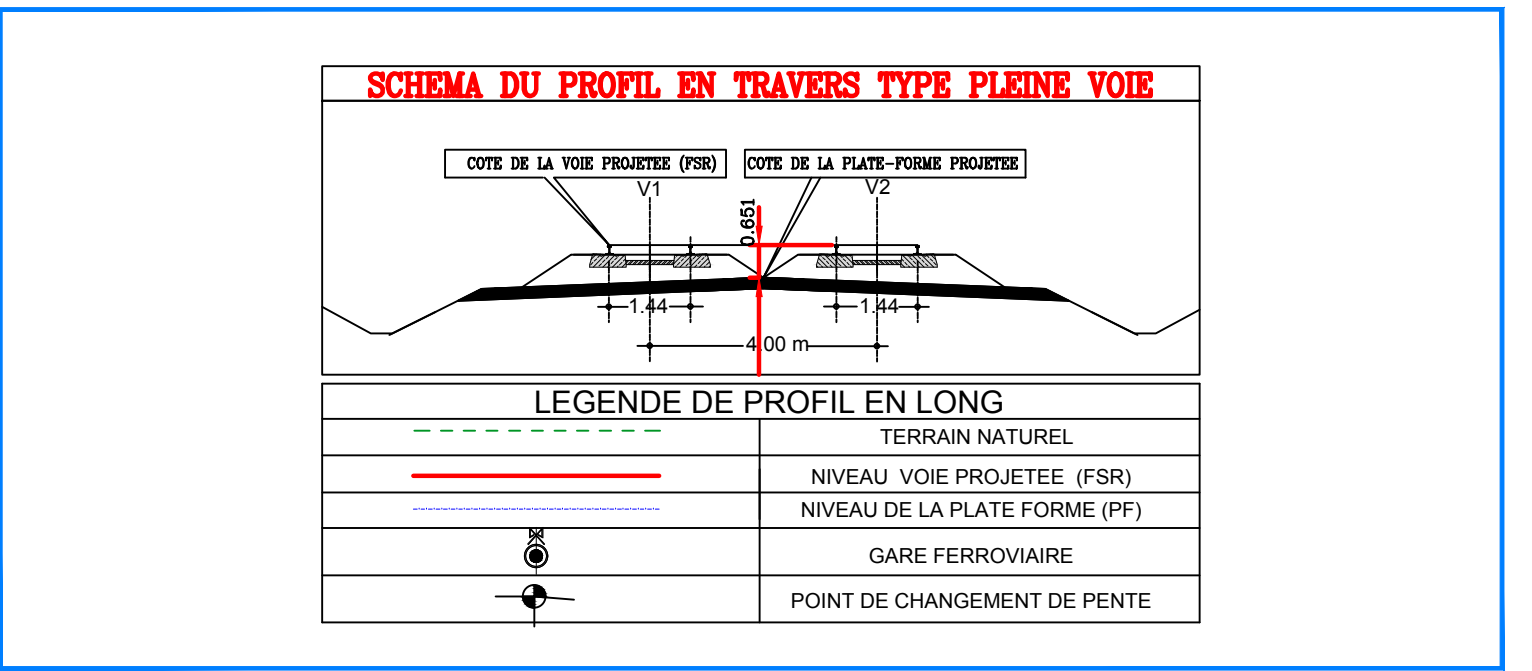 SCHEMA DU PROFIL EN TRAVERS TYPE PLEINE VOIE
COTE DE LA VOIE PROJETEE (FSR)
COTE DE LA PLATE-FORME PROJETEE
V1
V2
0.651
1.44
1.44
4.00 m
LEGENDE DE PROFIL EN LONG
TERRAIN NATUREL
NIVEAU VOIE PROJETEE (FSR)
NIVEAU DE LA PLATE FORME (PF)
GARE FERROVIAIRE
POINT DE CHANGEMENT DE PENTE